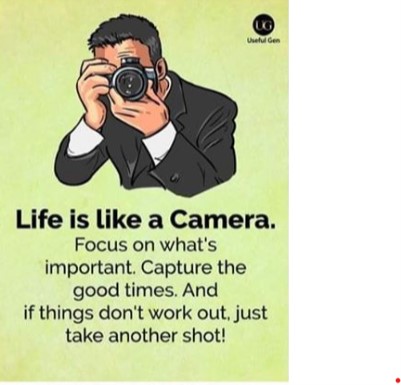 UG
Useful Gen
Life is like a Camera.
Focus on what's
important. Capture the
good times. And
if things don't work out, just
take another shot!